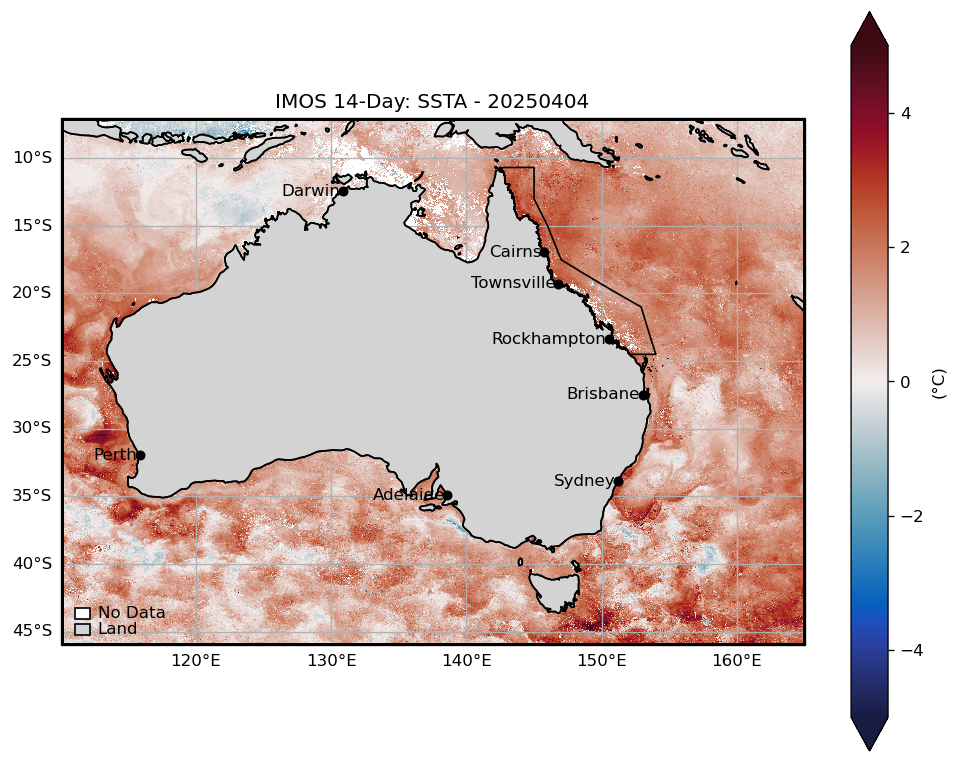 IMOS 14-Day: SSTA - 20250404
10°S
15°S
20°S
25°S
30°S
35°S
40°S
45°S
Darwin
Cairns
Townsville
Rockhampton
Brisbane
Perth
Sydney
Adelaide
No Data
Land
120°E
130°E
140°E
150°E
160°E
4
2
0
−2
−4
(°C)